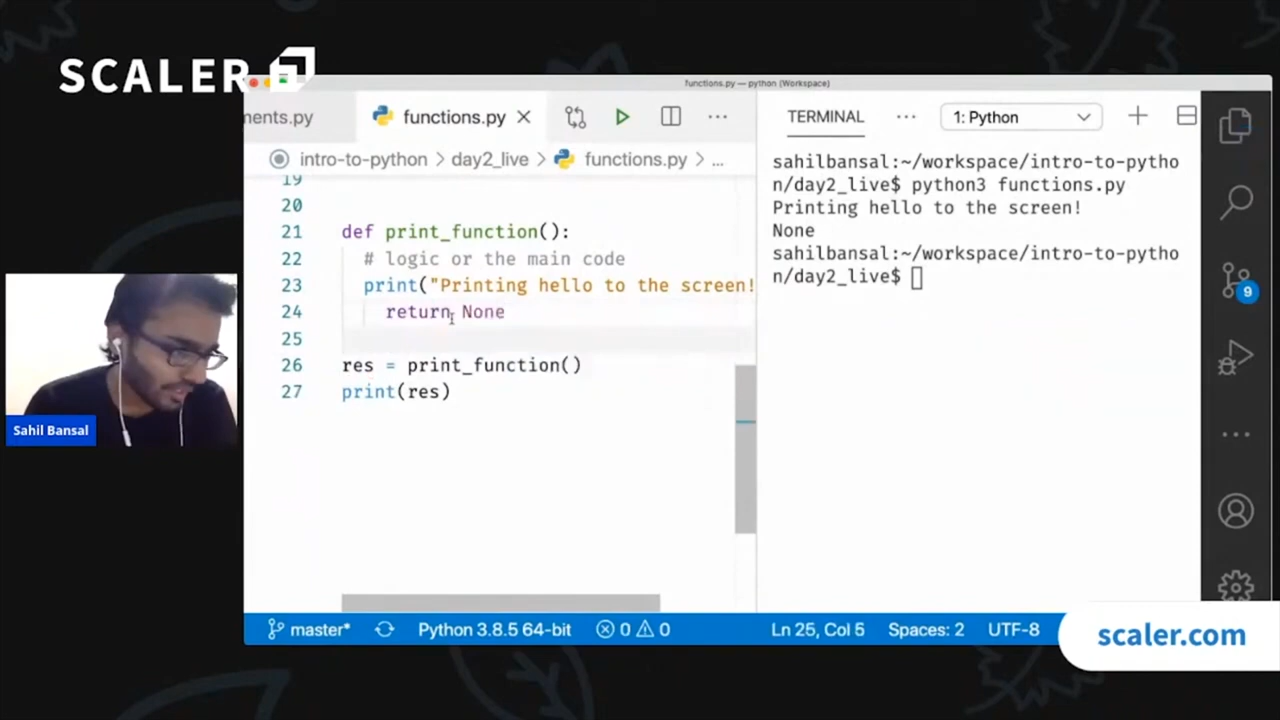 SCALER
functions.py — python (Workspace)
nents.py
functions.py
TERMINAL
1: Python
intro-to-python > day2_live > functions.py > ...
19
20
21 def print_function():
22 # logic or the main code
23 print("Printing hello to the screen!
24 return None
25
26 res = print_function()
27 print(res)
sahilbansal:~/workspace/intro-to-pytho
n/day2_live$ python3 functions.py
Printing hello to the screen!
None
sahilbansal:~/workspace/intro-to-pytho
n/day2_live$
9
Sahil Bansal
master*
Python 3.8.5 64-bit
0
0
Ln 25, Col 5
Spaces: 2
UTF-8
scaler.com